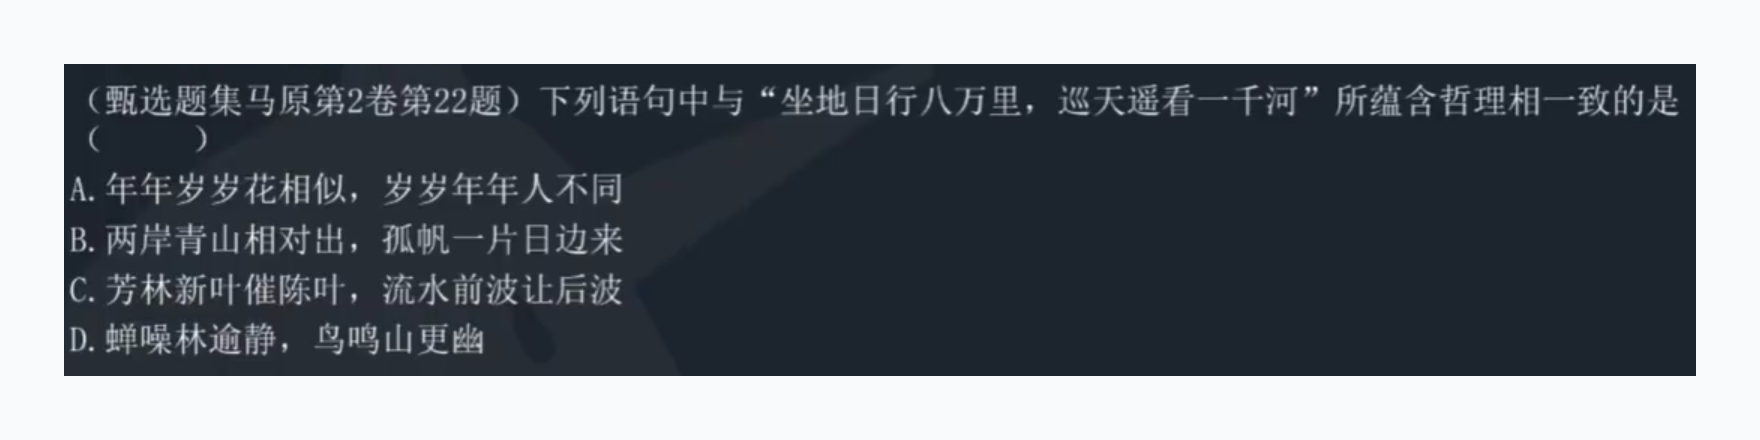 （甄选题集马原第2卷第22题）下列语句中与“坐地日行八万里，巡天遥看一千河”所蕴含哲理相一致的是
（　　）
A.年年岁岁花相似，岁岁年年人不同
B.两岸青山相对出，孤帆一片日边来
C.芳林新叶催陈叶，流水前波让后波
D.蝉噪林逾静，鸟鸣山更幽